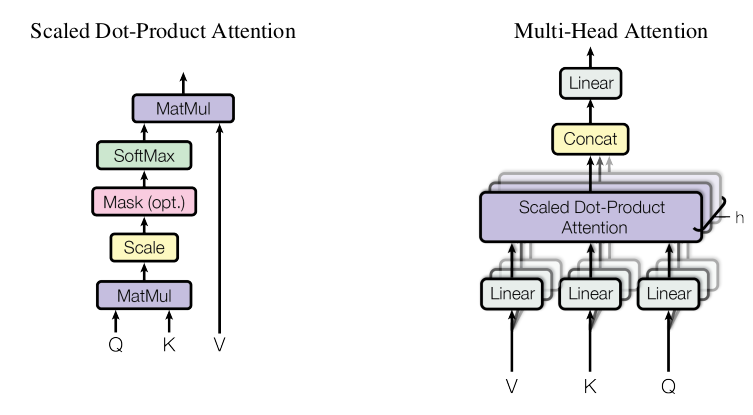 Scaled Dot-Product Attention
MatMul
SoftMax
Mask (opt.)
Scale
MatMul
Q K V
Multi-Head Attention
Linear
Concat
Scaled Dot-Product
Attention
h
Linear Linear Linear
V K Q